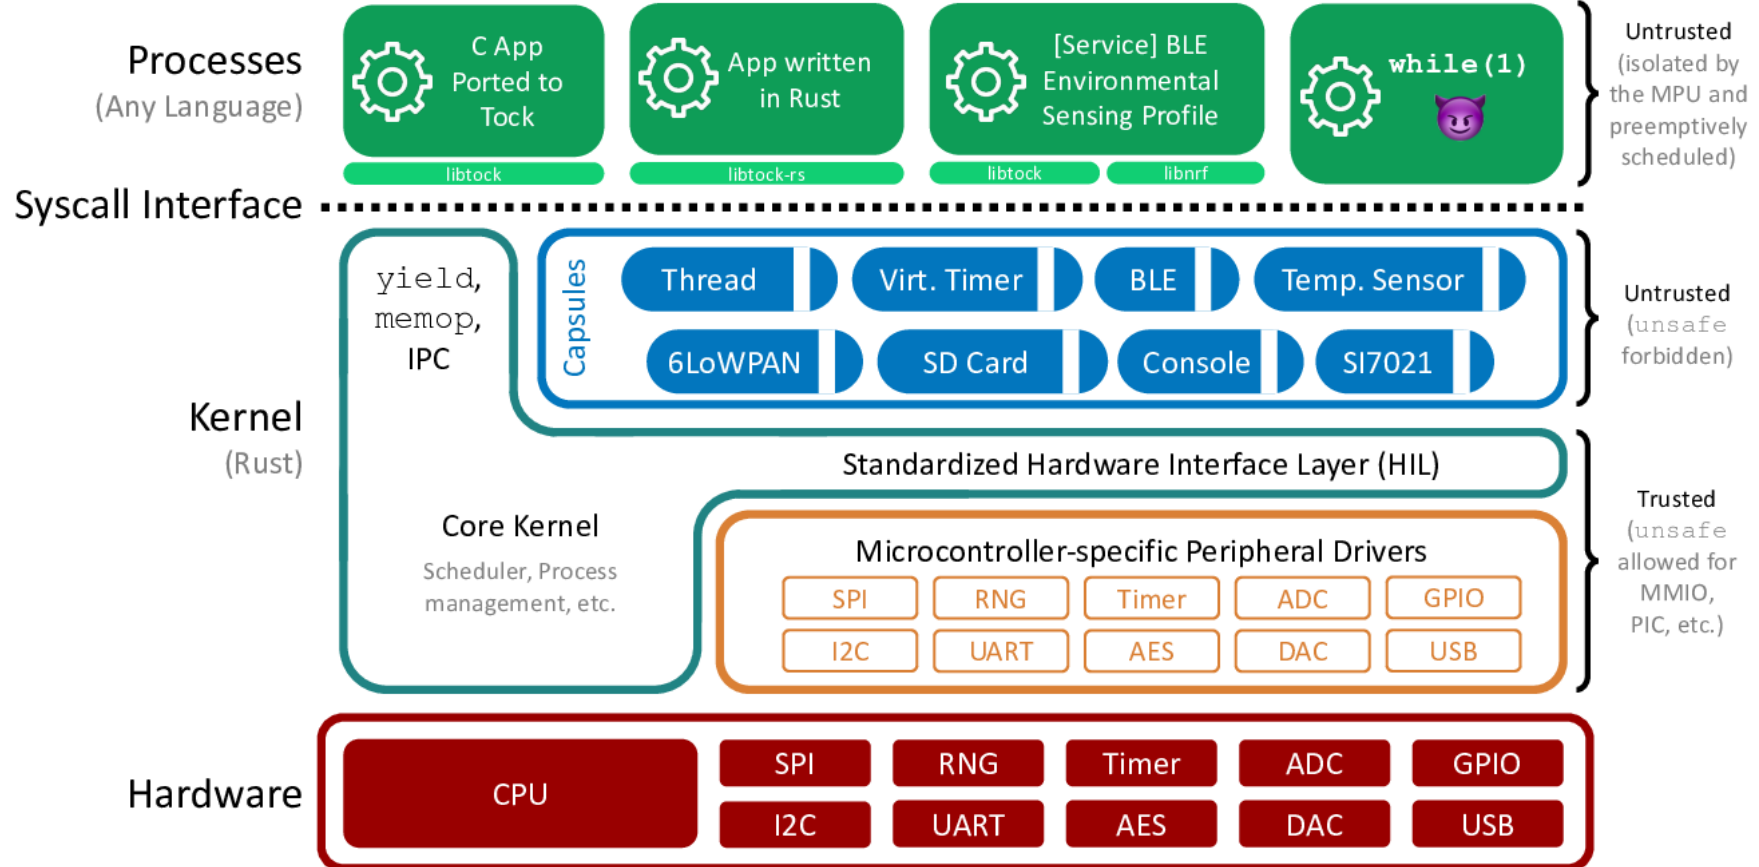 Processes
(Any Language)
C App
Ported to
Tock
libtock
App written
in Rust
libtock-rs
[Service] BLE
Environmental
Sensing Profile
libtock
libnrf
while(1)
Untrusted
(isolated by
the MPU and
preemptively
scheduled)
Syscall Interface
Kernel
(Rust)
yield,
memop,
IPC
Capsules
Thread
Virt. Timer
BLE
Temp. Sensor
6LoWPAN
SD Card
Console
SI7021
Untrusted
(unsafe
forbidden)
Standardized Hardware Interface Layer (HIL)
Core Kernel
Scheduler, Process
management, etc.
Microcontroller-specific Peripheral Drivers
SPI
RNG
Timer
ADC
GPIO
I2C
UART
AES
DAC
USB
Trusted
(unsafe
allowed for
MMIO,
PIC, etc.)
Hardware
CPU
SPI
RNG
Timer
ADC
GPIO
I2C
UART
AES
DAC
USB